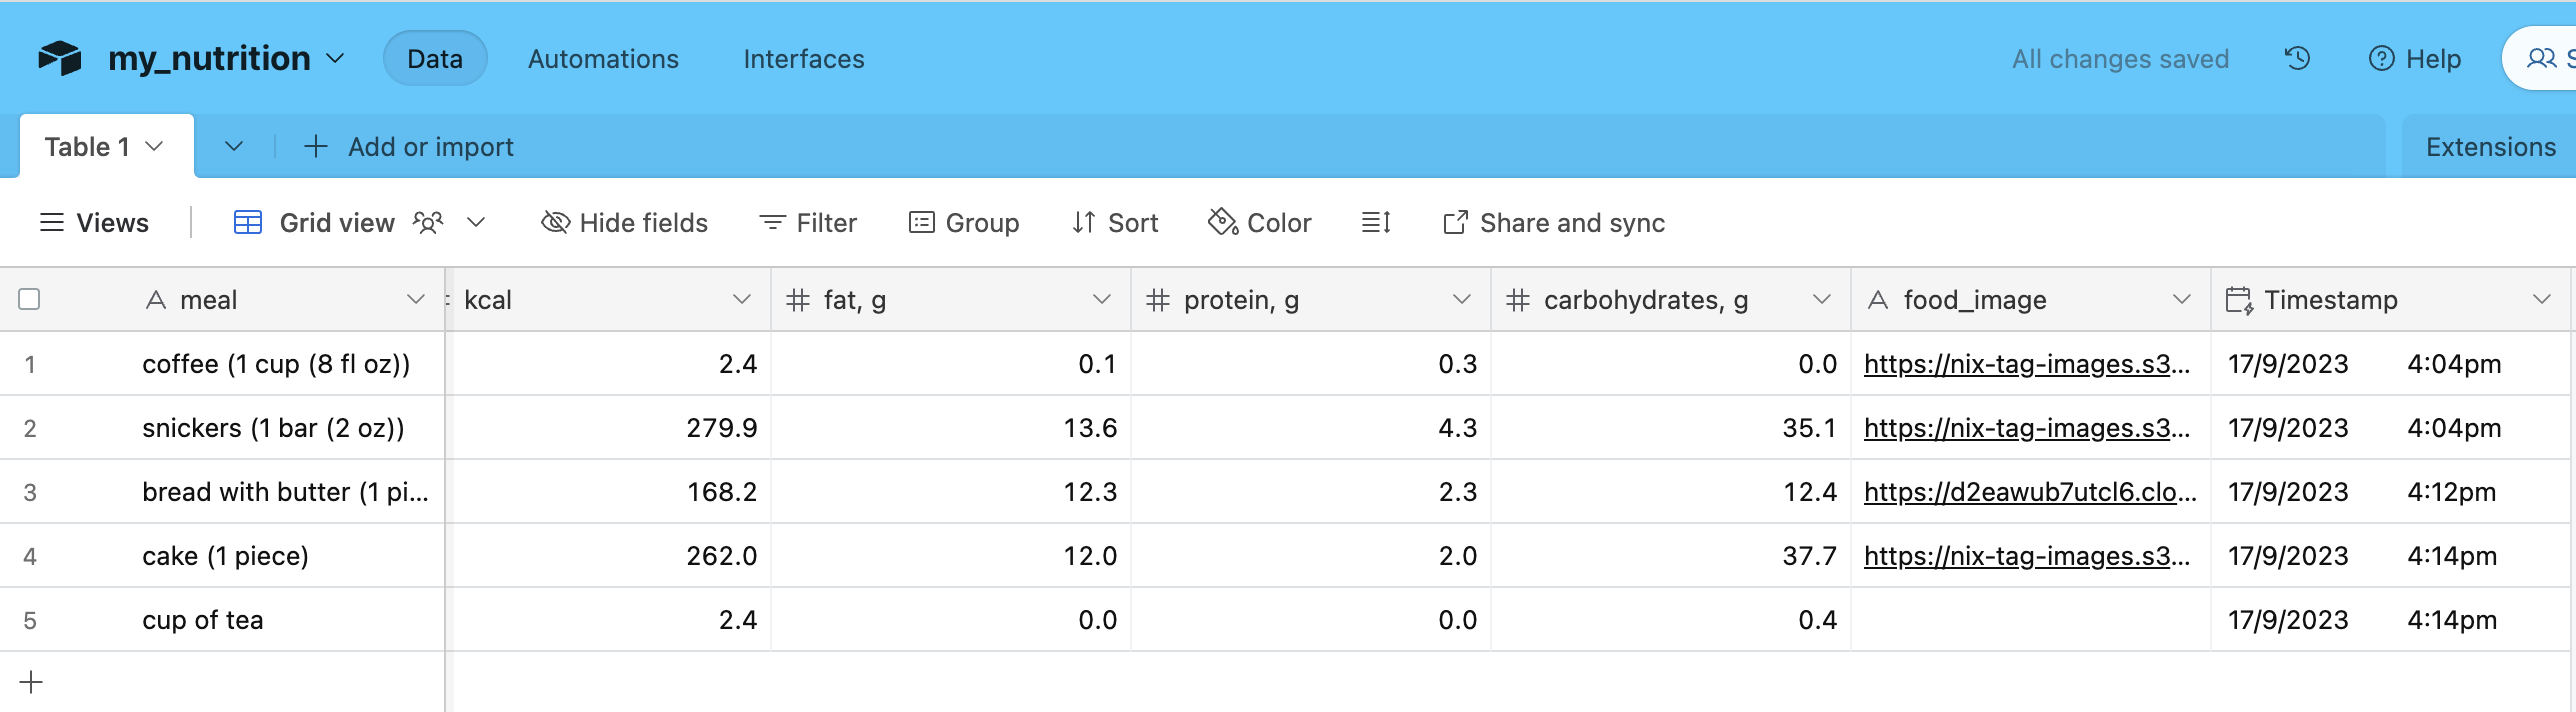 my_nutrition Data Automations Interfaces All changes saved Help
Table 1 Add or import Extensions
Views Grid view Hide fields Filter Group Sort Color Share and sync
meal kcal fat, g protein, g carbohydrates, g food_image Timestamp
1 coffee (1 cup (8 fl oz)) 2.4 0.1 0.3 0.0 https://nix-tag-images.s3... 17/9/2023 4:04pm
2 snickers (1 bar (2 oz)) 279.9 13.6 4.3 35.1 https://nix-tag-images.s3... 17/9/2023 4:04pm
3 bread with butter (1 pi... 168.2 12.3 2.3 12.4 https://d2eawub7utcl6.clo... 17/9/2023 4:12pm
4 cake (1 piece) 262.0 12.0 2.0 37.7 https://nix-tag-images.s3... 17/9/2023 4:14pm
5 cup of tea 2.4 0.0 0.0 0.4 17/9/2023 4:14pm